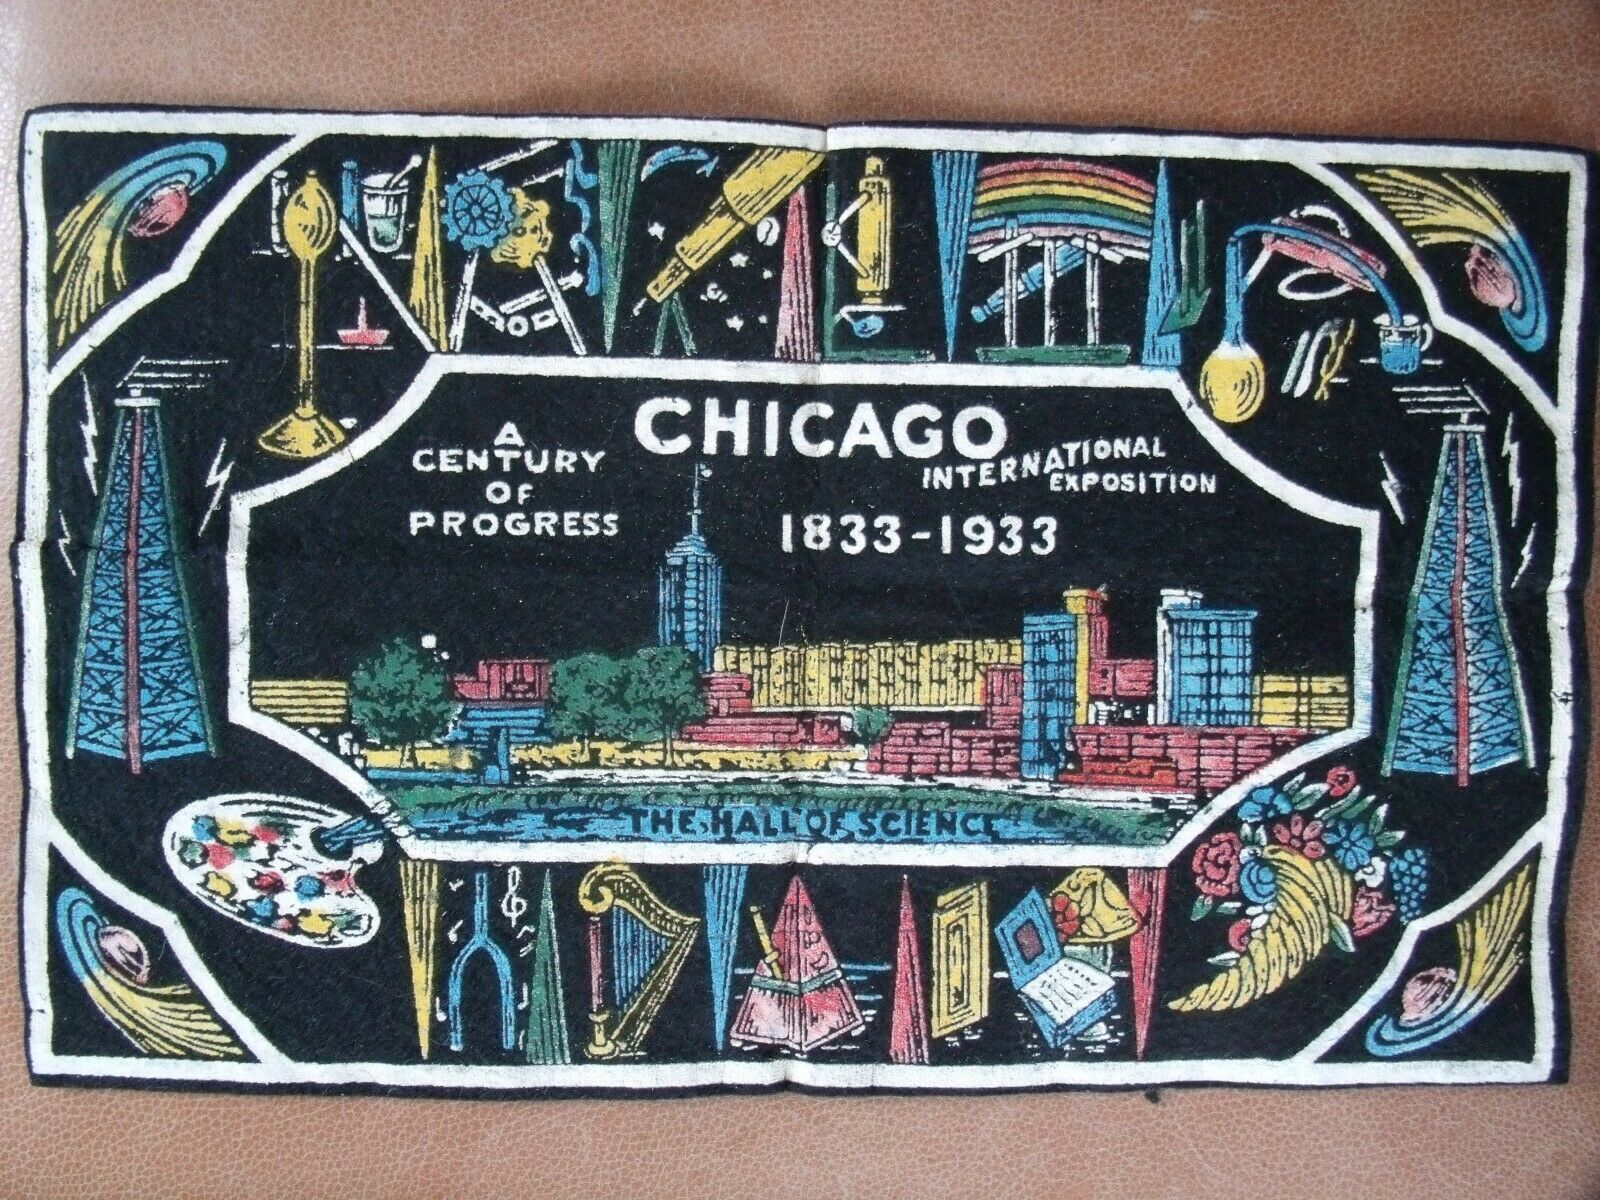 A
CENTURY
OF
PROGRESS
CHICAGO
INTERNATIONAL
EXPOSITION
1833-1933
THE HALL OF SCIENCE